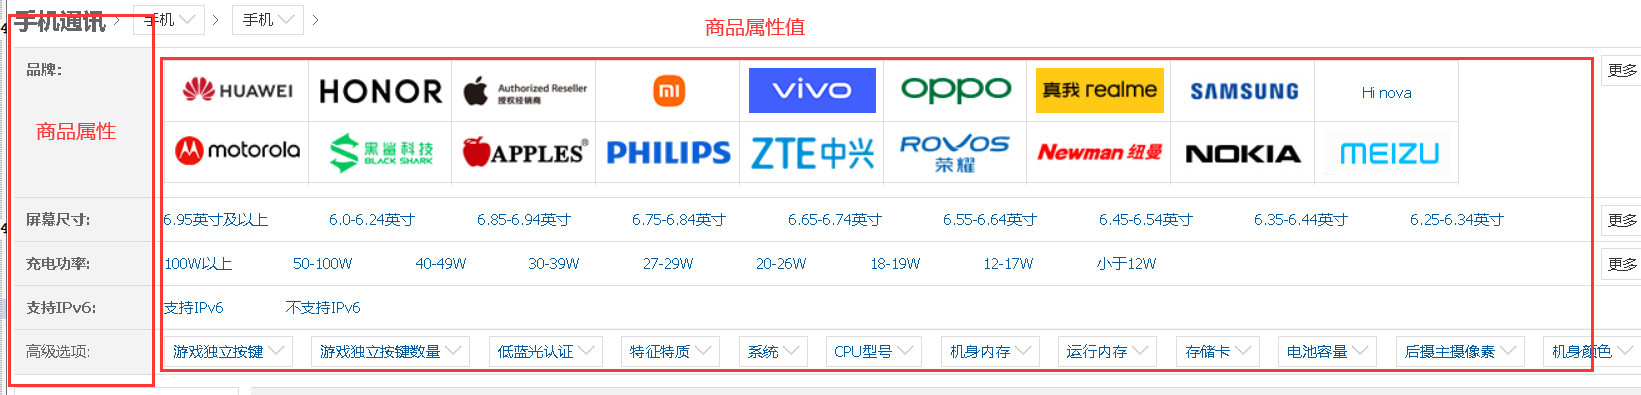 手机通讯 > 手机 > 手机 >
商品属性值
品牌:
商品属性
HUAWEI HONOR Authorized Reseller 授权经销商 mi vivo oppo 真我 realme SAMSUNG Hi nova 更多
motorola 黑鲨科技 BLACK SHARK APPLES® PHILIPS ZTE中兴 ROVOS 荣耀 Newman 纽曼 NOKIA MEIZU
屏幕尺寸: 6.95英寸及以上 6.0-6.24英寸 6.85-6.94英寸 6.75-6.84英寸 6.65-6.74英寸 6.55-6.64英寸 6.45-6.54英寸 6.35-6.44英寸 6.25-6.34英寸 更多
充电功率: 100W以上 50-100W 40-49W 30-39W 27-29W 20-26W 18-19W 12-17W 小于12W 更多
支持IPv6: 支持IPv6 不支持IPv6
高级选项: 游戏独立按键 游戏独立按键数量 低蓝光认证 特征特质 系统 CPU型号 机身内存 运行内存 存储卡 电池容量 后摄主摄像素 机身颜色